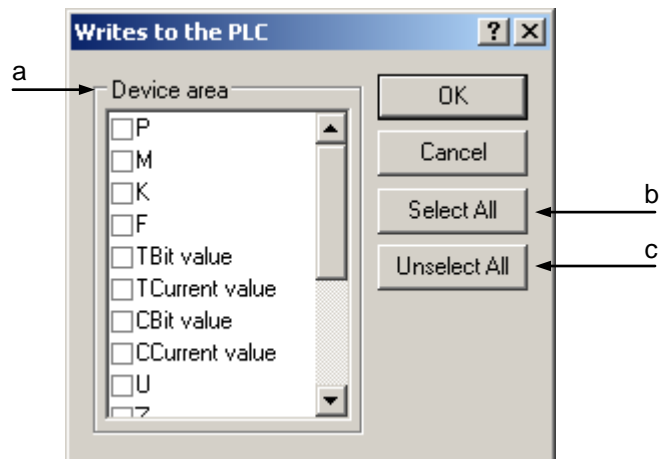 Writes to the PLC
a
Device area
OK
P
M
Cancel
K
Select All
b
F
TBit value
Unselect All
c
TCurrent value
CBit value
CCurrent value
U
Z